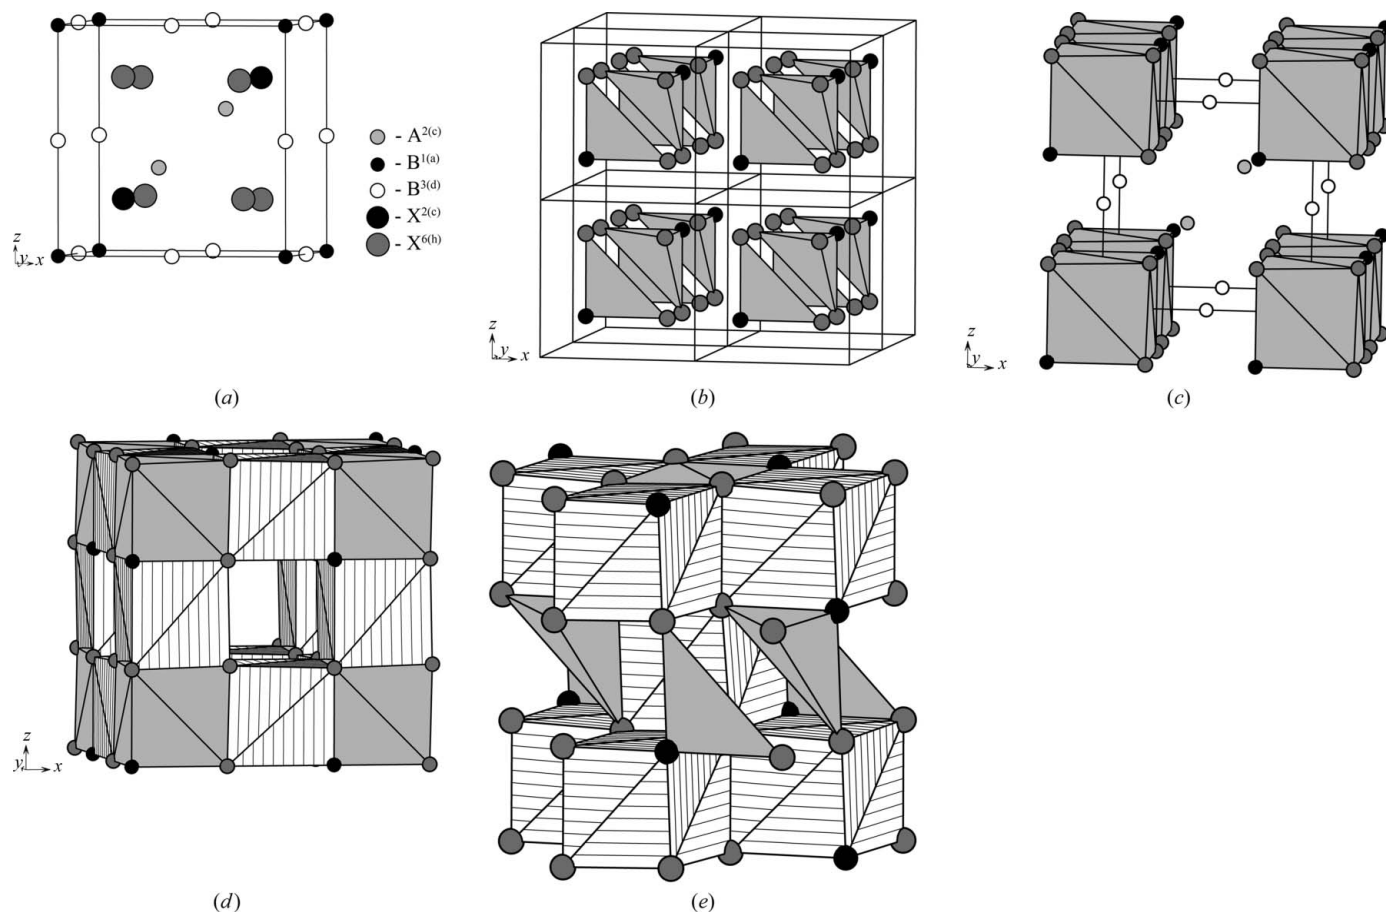 - A2(c)
- B1(a)
- B3(d)
- X2(c)
- X6(h)
z
y x
(a)
z
y x
(b)
z
y
x
(c)
z
y x
(d)
(e)